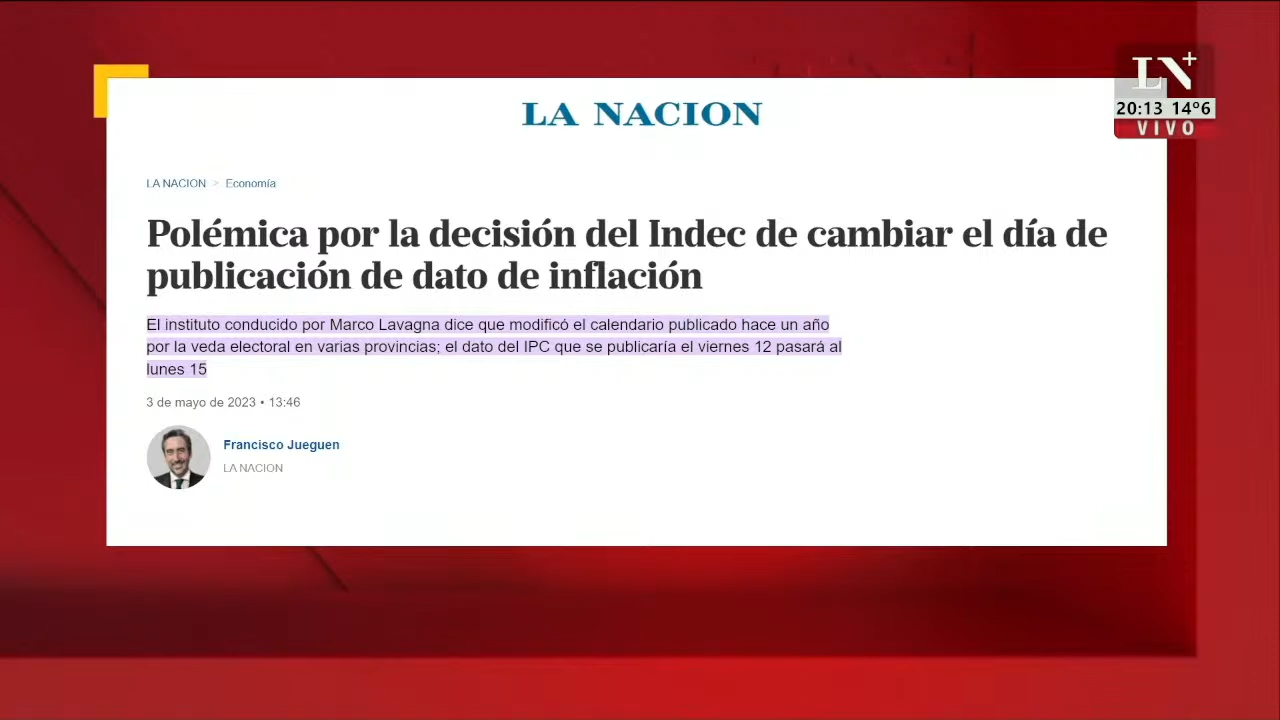 LN+
20:13 14º6
VIVO
LA NACION
LA NACION > Economía
Polémica por la decisión del Indec de cambiar el día de
publicación de dato de inflación
El instituto conducido por Marco Lavagna dice que modificó el calendario publicado hace un año
por la veda electoral en varias provincias; el dato del IPC que se publicaría el viernes 12 pasará al
lunes 15
3 de mayo de 2023 • 13:46
Francisco Jueguen
LA NACION